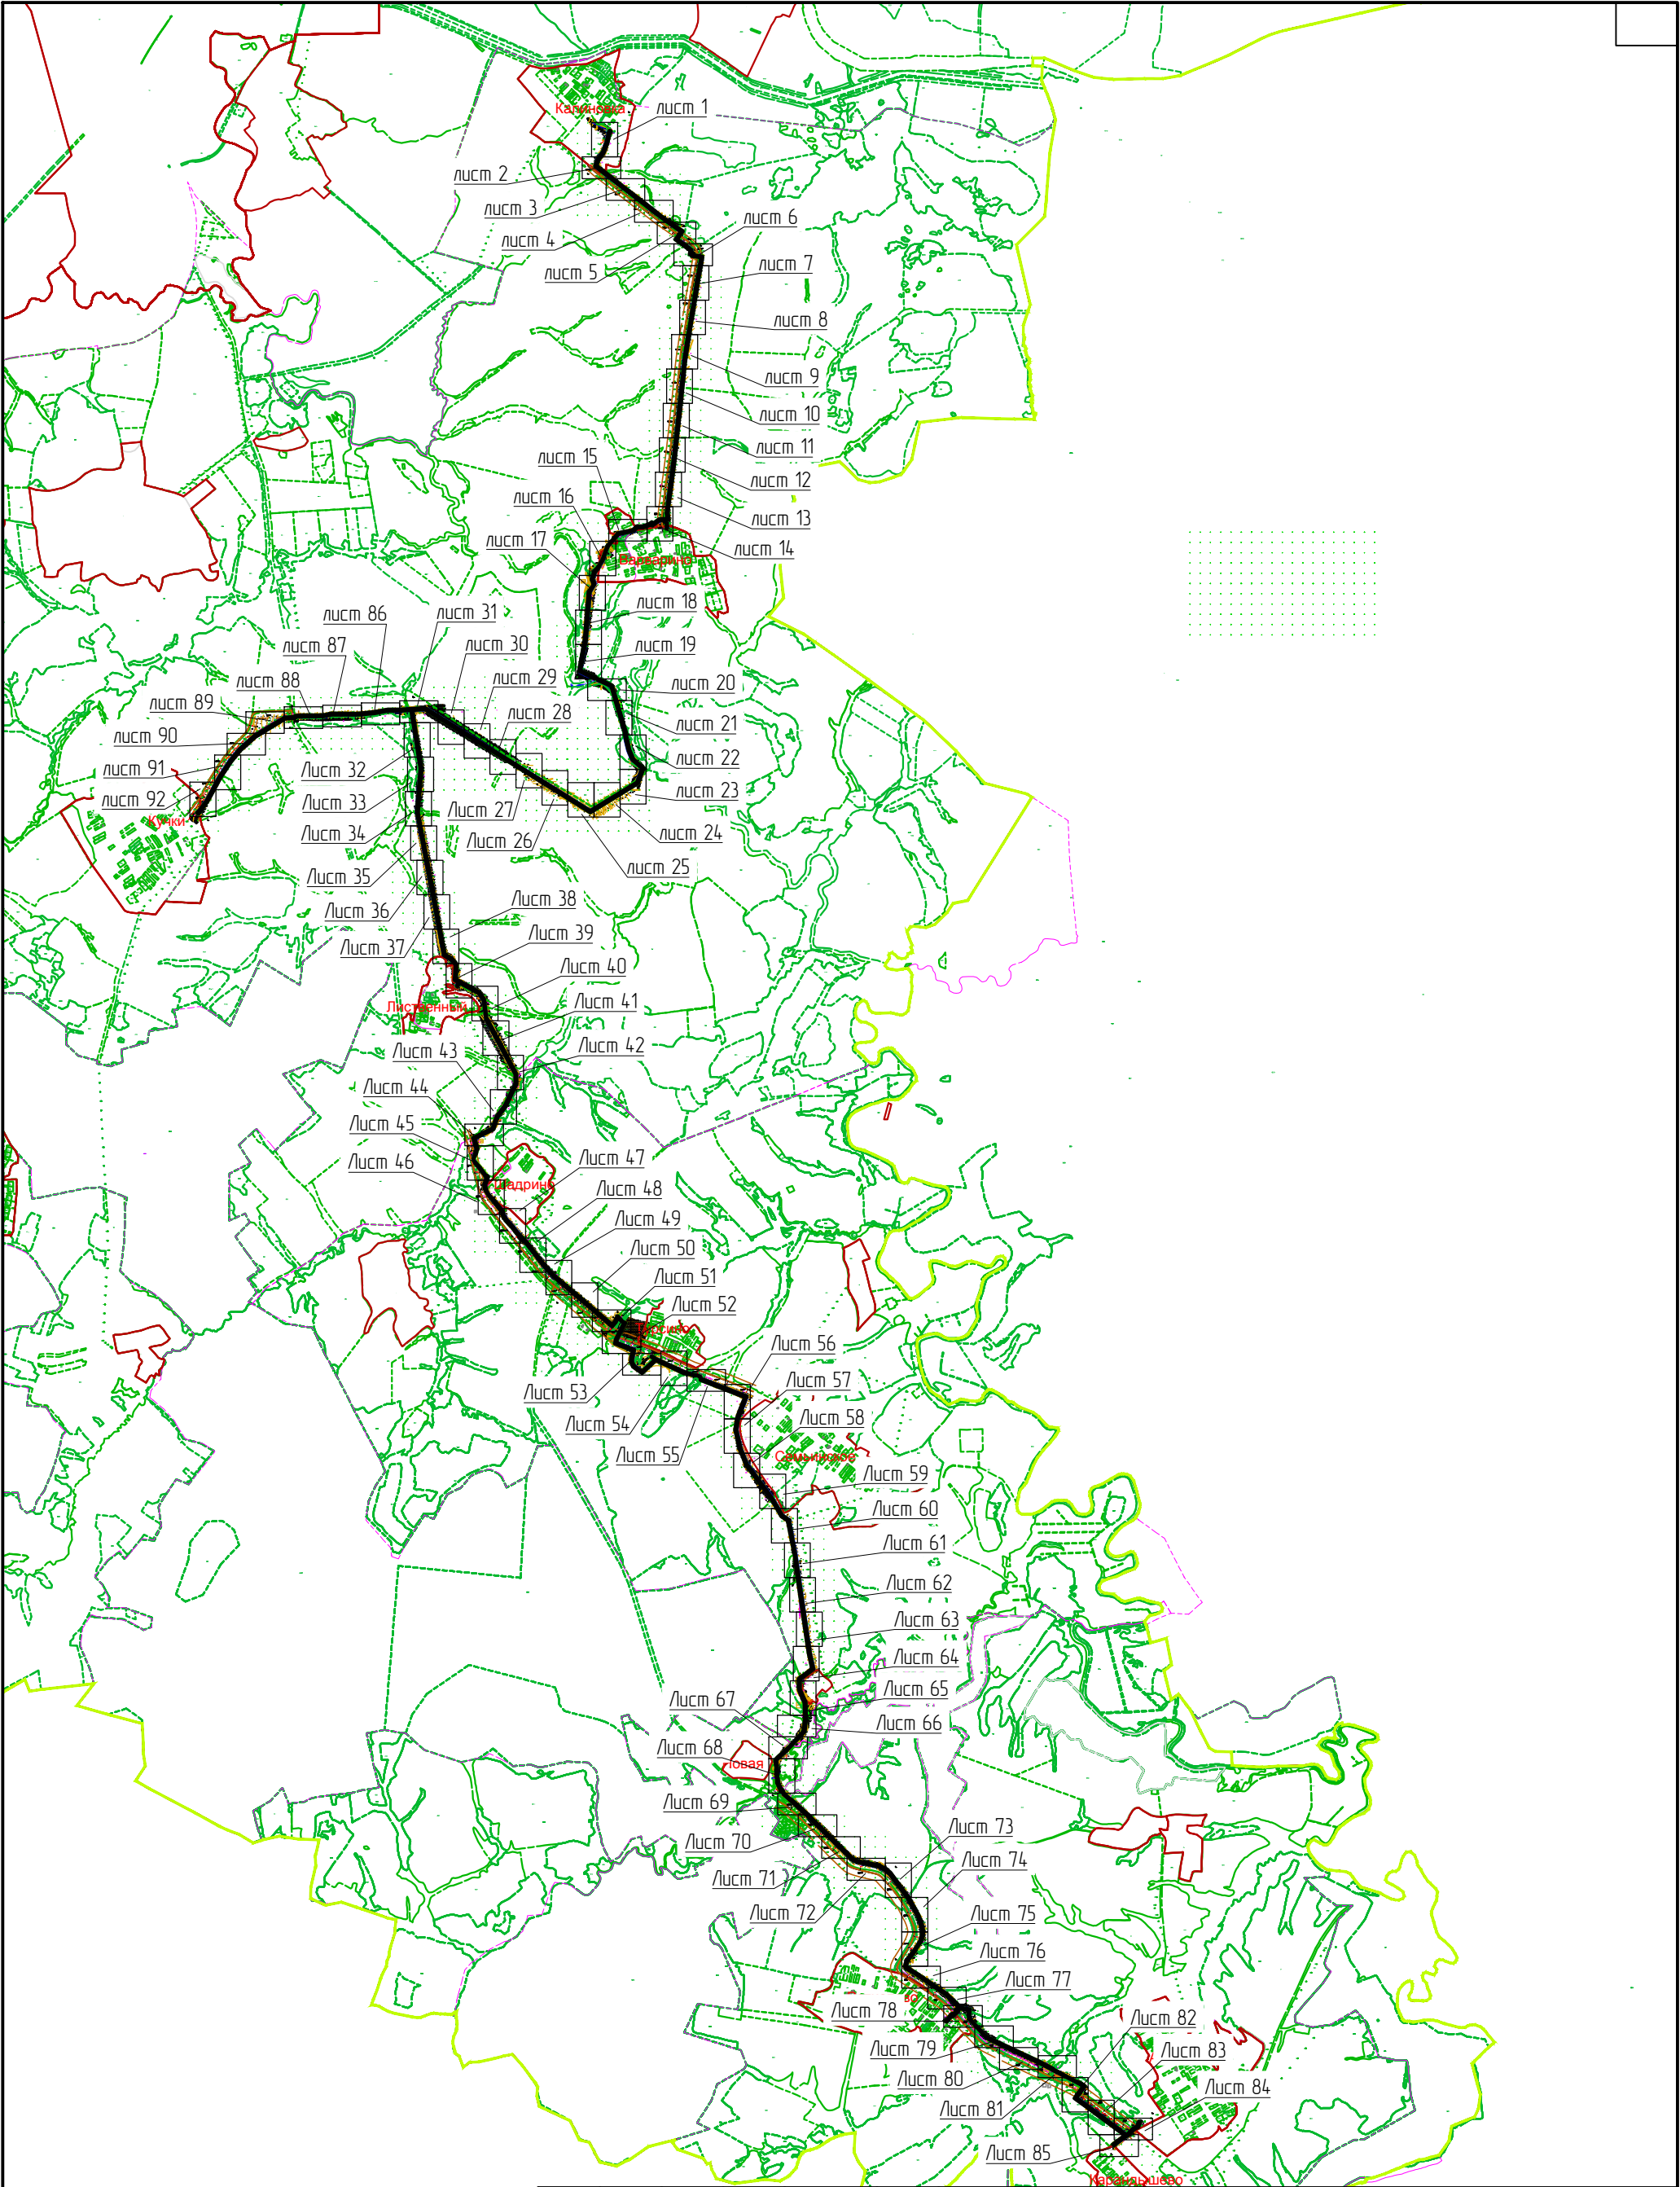 Калиновка
лист 1
лист 2
лист 3
лист 4
лист 5
лист 6
лист 7
лист 8
лист 9
лист 10
лист 11
лист 12
лист 13
лист 14
лист 15
лист 16
лист 17
Варварино
лист 18
лист 19
лист 20
лист 21
лист 22
лист 23
лист 24
лист 25
Лист 26
Лист 27
лист 28
лист 29
лист 30
лист 31
лист 86
лист 87
лист 88
лист 89
лист 90
лист 91
лист 92
Кучки
Лист 32
Лист 33
Лист 34
Лист 35
Лист 36
Лист 37
Лист 38
Лист 39
Лист 40
Лист 41
Лиственный
Лист 42
Лист 43
Лист 44
Лист 45
Лист 46
Лист 47
Шадрино
Лист 48
Лист 49
Лист 50
Лист 51
Лист 52
Лист 53
Лист 54
Лист 55
Лист 56
Лист 57
Лист 58
Семьинское
Лист 59
Лист 60
Лист 61
Лист 62
Лист 63
Лист 64
Лист 65
Лист 66
Лист 67
Лист 68
овая
Лист 69
Лист 70
Лист 71
Лист 72
Лист 73
Лист 74
Лист 75
Лист 76
Лист 77
во
Лист 78
Лист 79
Лист 80
Лист 81
Лист 82
Лист 83
Лист 84
Лист 85
Карандышево